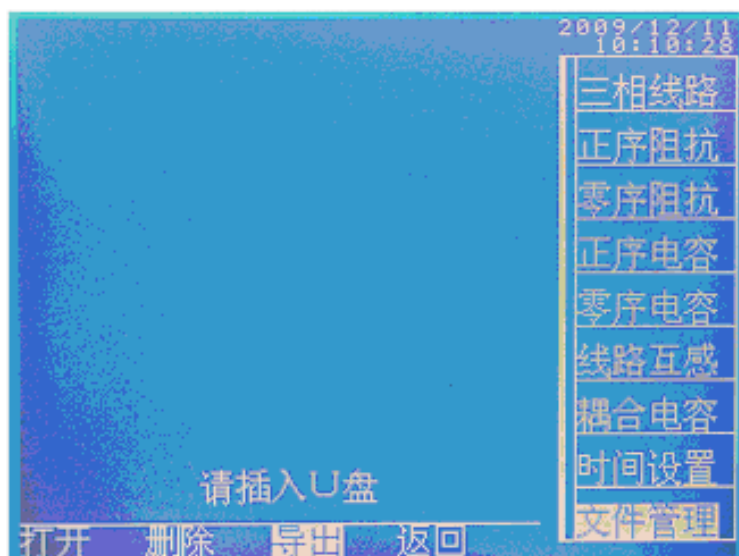 2009/12/11
10:10:28
三相线路
正序阻抗
零序阻抗
正序电容
零序电容
线路互感
耦合电容
时间设置
文件管理
请插入U盘
打开 删除 导出 返回